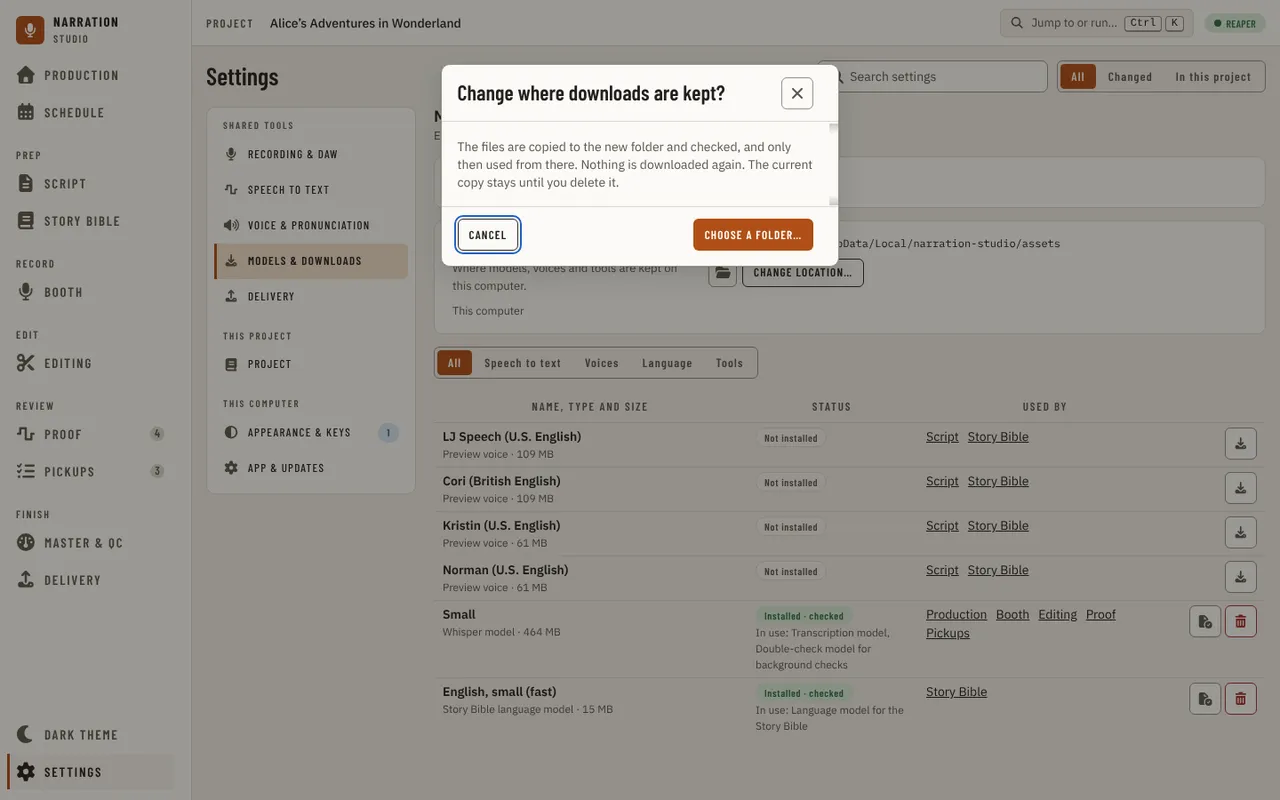 NARRATION
STUDIO
PRODUCTION
SCHEDULE
PREP
SCRIPT
STORY BIBLE
RECORD
BOOTH
EDIT
EDITING
REVIEW
PROOF 4
PICKUPS 3
FINISH
MASTER & QC
DELIVERY
DARK THEME
SETTINGS
PROJECT Alice's Adventures in Wonderland
Jump to or run... Ctrl K
REAPER
Settings
Search settings
All Changed In this project
SHARED TOOLS
RECORDING & DAW
SPEECH TO TEXT
VOICE & PRONUNCIATION
MODELS & DOWNLOADS
DELIVERY
THIS PROJECT
PROJECT
THIS COMPUTER
APPEARANCE & KEYS 1
APP & UPDATES
Change where downloads are kept?
The files are copied to the new folder and checked, and only
then used from there. Nothing is downloaded again. The current
copy stays until you delete it.
CANCEL
CHOOSE A FOLDER...
Data/Local/narration-studio/assets
Where models, voices and tools are kept on
this computer.
This computer
CHANGE LOCATION...
All Speech to text Voices Language Tools
NAME, TYPE AND SIZE STATUS USED BY
LJ Speech (U.S. English)
Preview voice · 109 MB
Not installed
Script Story Bible
Cori (British English)
Preview voice · 109 MB
Not installed
Script Story Bible
Kristin (U.S. English)
Preview voice · 61 MB
Not installed
Script Story Bible
Norman (U.S. English)
Preview voice · 61 MB
Not installed
Script Story Bible
Small
Whisper model · 464 MB
Installed · checked
In use: Transcription model,
Double-check model for
background checks
Production Booth Editing Proof
Pickups
English, small (fast)
Story Bible language model · 15 MB
Installed · checked
In use: Language model for the
Story Bible
Story Bible